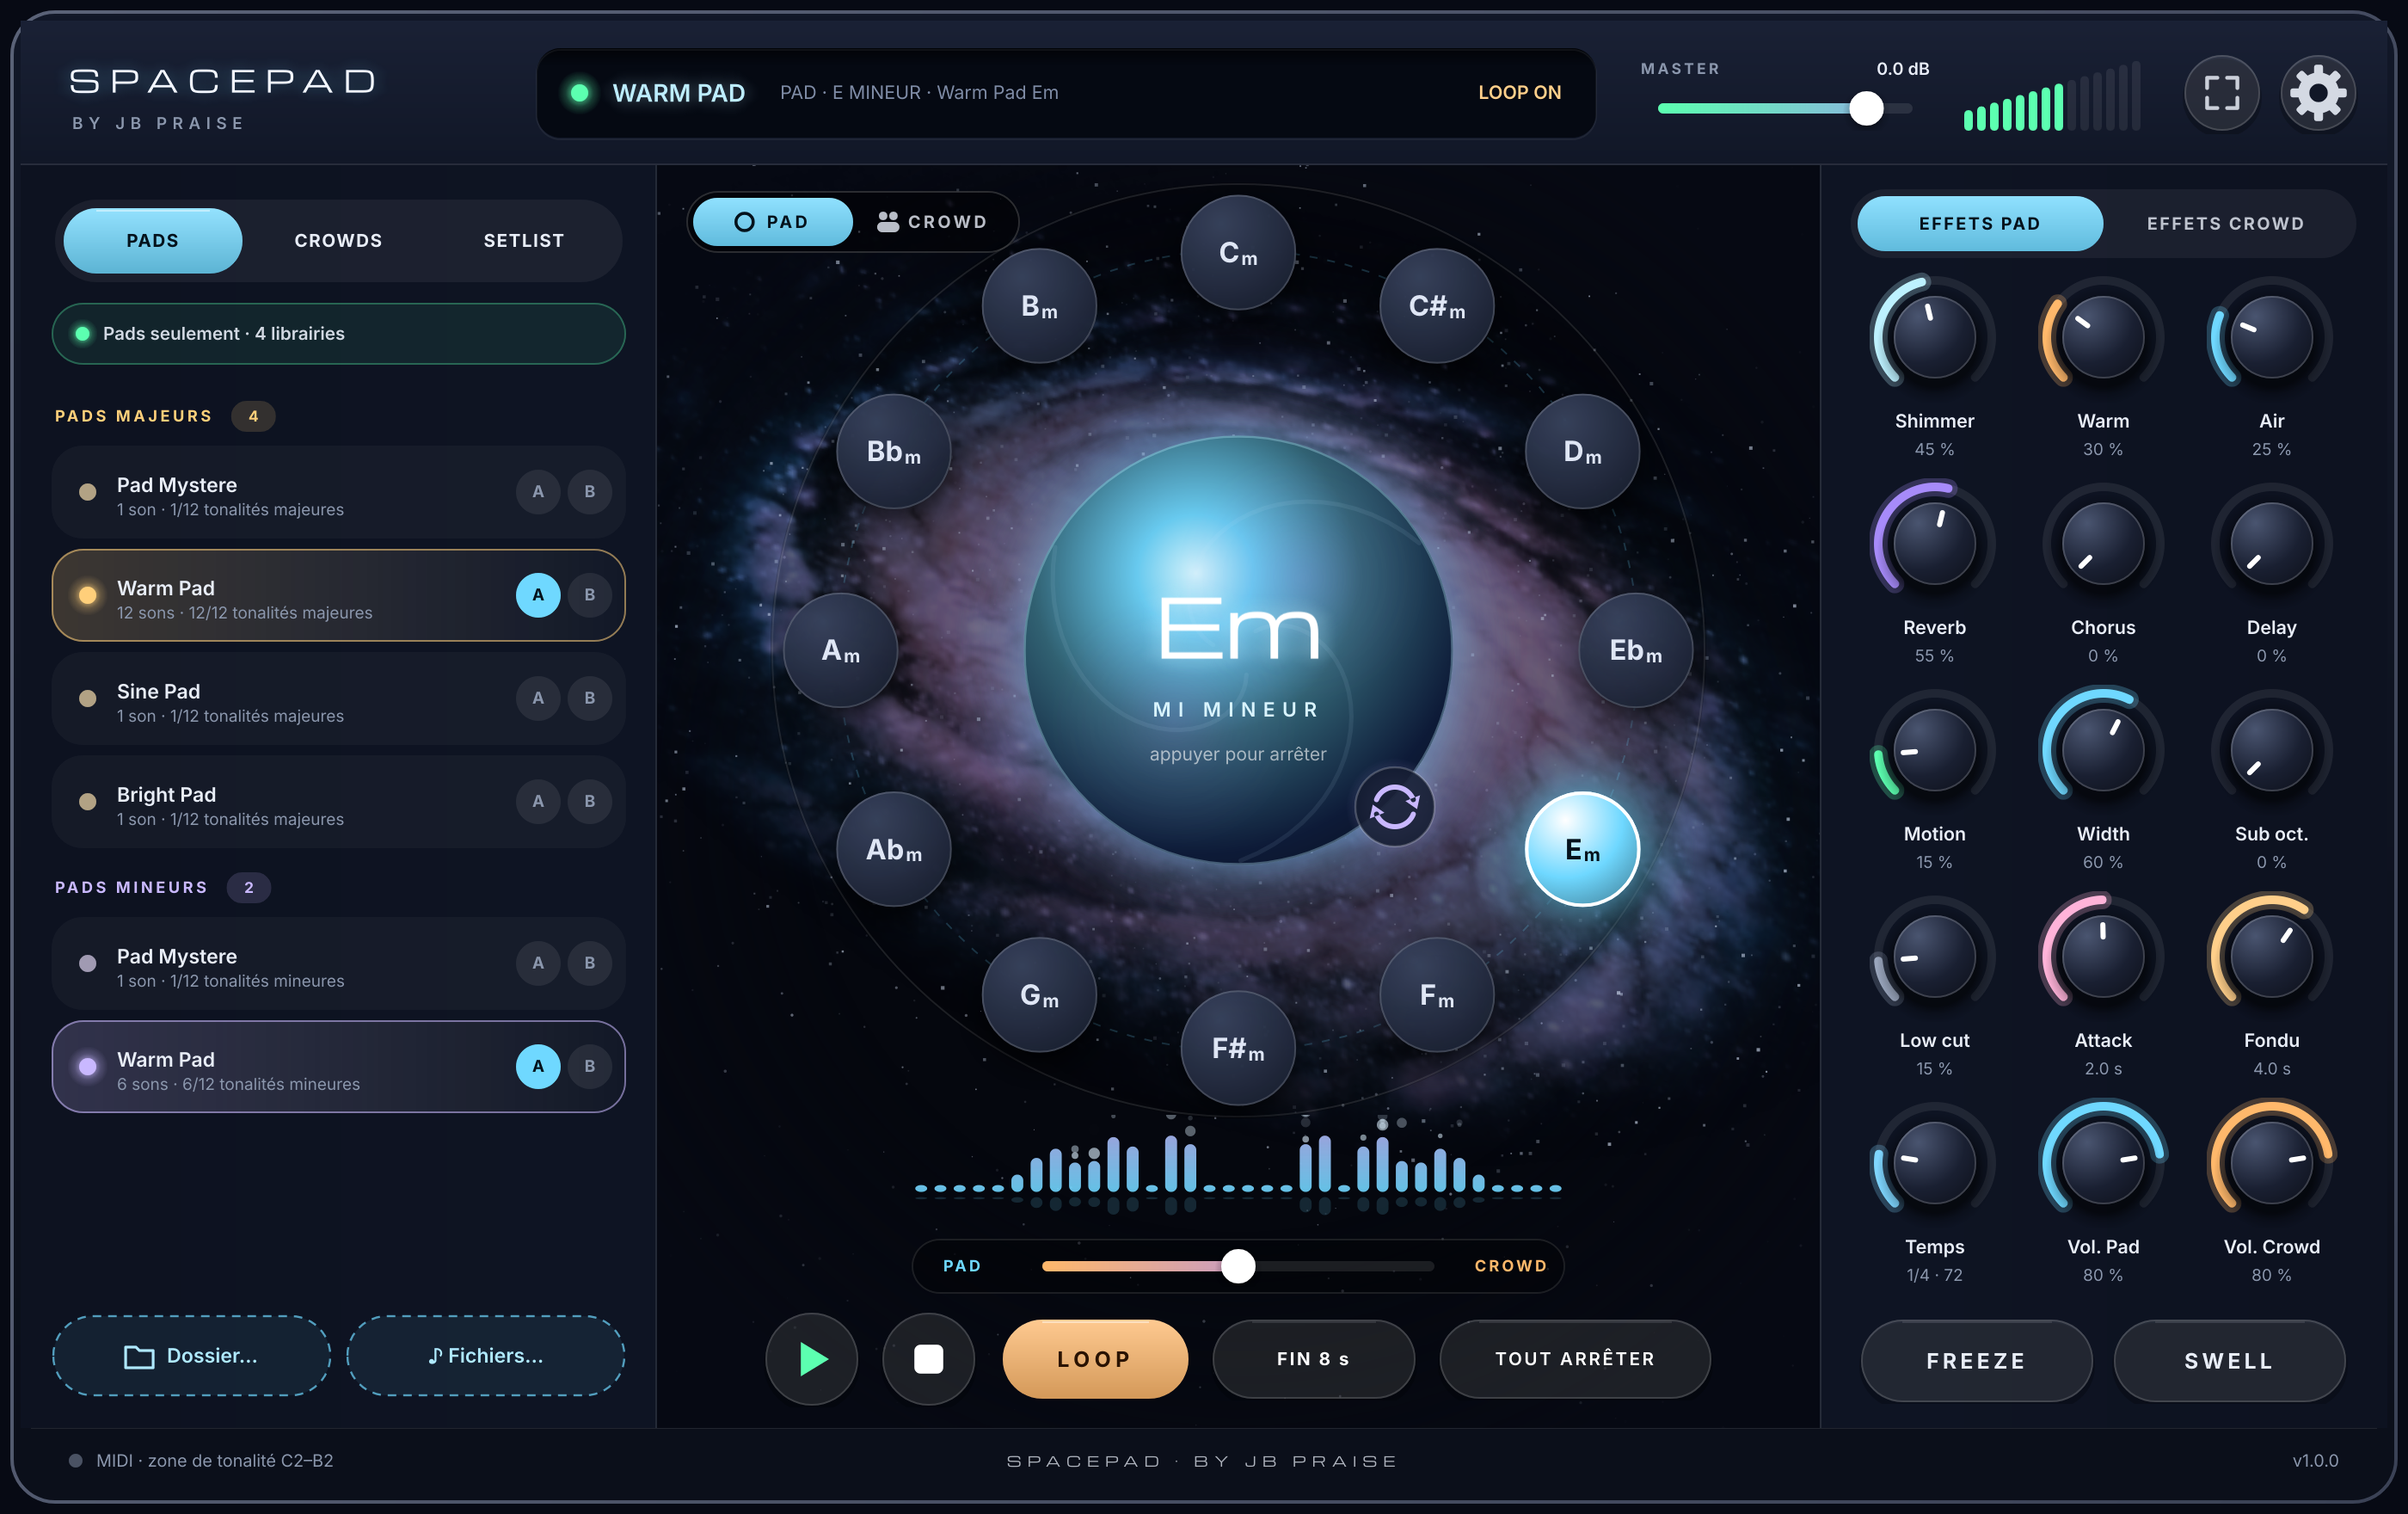 SPACEPAD
BY JB PRAISE
WARM PAD PAD · E MINEUR · Warm Pad Em LOOP ON
MASTER 0.0 dB
PADS CROWDS SETLIST
Pads seulement · 4 librairies
PADS MAJEURS 4
Pad Mystere
1 son · 1/12 tonalités majeures
A B
Warm Pad
12 sons · 12/12 tonalités majeures
A B
Sine Pad
1 son · 1/12 tonalités majeures
A B
Bright Pad
1 son · 1/12 tonalités majeures
A B
PADS MINEURS 2
Pad Mystere
1 son · 1/12 tonalités mineures
A B
Warm Pad
6 sons · 6/12 tonalités mineures
A B
Dossier... Fichiers...
PAD CROWD
Cm
C#m
Dm
Ebm
Em
Fm
F#m
Gm
Abm
Am
Bbm
Bm
Em
MI MINEUR
appuyer pour arrêter
PAD CROWD
LOOP FIN 8 s TOUT ARRÊTER
EFFETS PAD EFFETS CROWD
Shimmer Warm Air
45 % 30 % 25 %
Reverb Chorus Delay
55 % 0 % 0 %
Motion Width Sub oct.
15 % 60 % 0 %
Low cut Attack Fondu
15 % 2.0 s 4.0 s
Temps Vol. Pad Vol. Crowd
1/4 · 72 80 % 80 %
FREEZE SWELL
MIDI · zone de tonalité C2–B2
SPACEPAD · BY JB PRAISE
v1.0.0